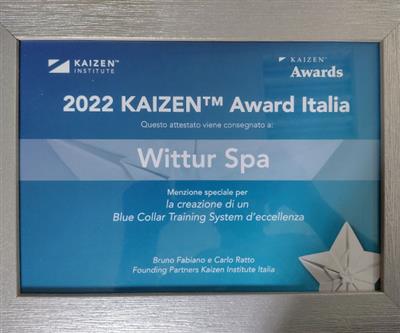 KAIZEN™
INSTITUTE
KAIZEN™
Awards
2022 KAIZEN™ Award Italia
Questo attestato viene consegnato a:
Wittur Spa
Menzione speciale per
la creazione di un
Blue Collar Training System d'eccellenza
Bruno Fabiano e Carlo Ratto
Founding Partners Kaizen Institute Italia